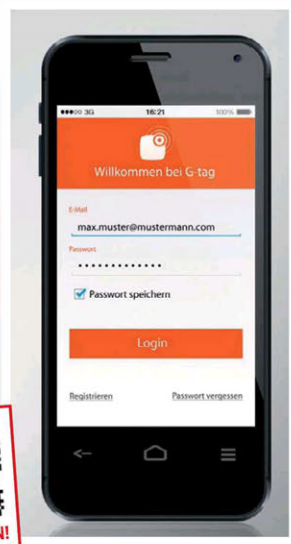 3G 16:21 100%
Willkommen bei G-tag
E-Mail
max.muster@mustermann.com
Passwort
Passwort speichern
Login
Registrieren Passwort vergessen
N!